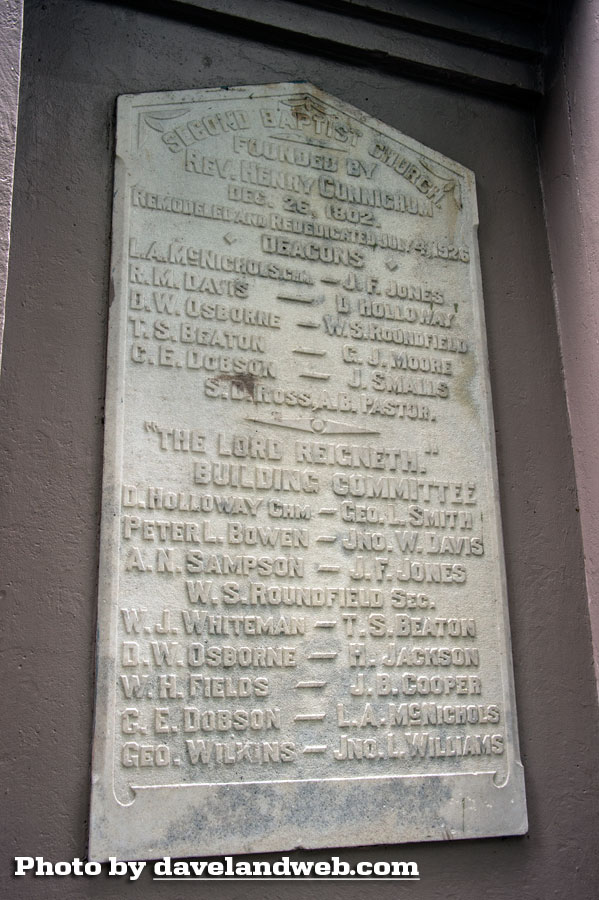 SECOND BAPTIST CHURCH.
FOUNDED BY
REV. HENRY CUNNIGHUM
DEC. 26, 1802.
REMODELED AND REDEDICATED JULY 4, 1926
DEACONS
L. A. MCNICHOLS. CHM. — J. F. JONES
R. M. DAVIS — D. HOLLOWAY
D. W. OSBORNE — W. S. ROUNDFIELD
T. S. BEATON — G. J. MOORE
C. E. DOBSON — J. SMALLS
S. D. ROSS, A.B. PASTOR.
"THE LORD REIGNETH."
BUILDING COMMITTEE
D. HOLLOWAY CHM — GEO. L. SMITH
PETER L. BOWEN — JNO. W. DAVIS
A. N. SAMPSON — J. F. JONES
W. S. ROUNDFIELD SEC.
W. J. WHITEMAN — T. S. BEATON
D. W. OSBORNE — H. JACKSON
W. H. FIELDS — J. B. COOPER
C. E. DOBSON — L. A. MCNICHOLS
GEO. WILKINS — JNO. L. WILLIAMS
Photo by davelandweb.com